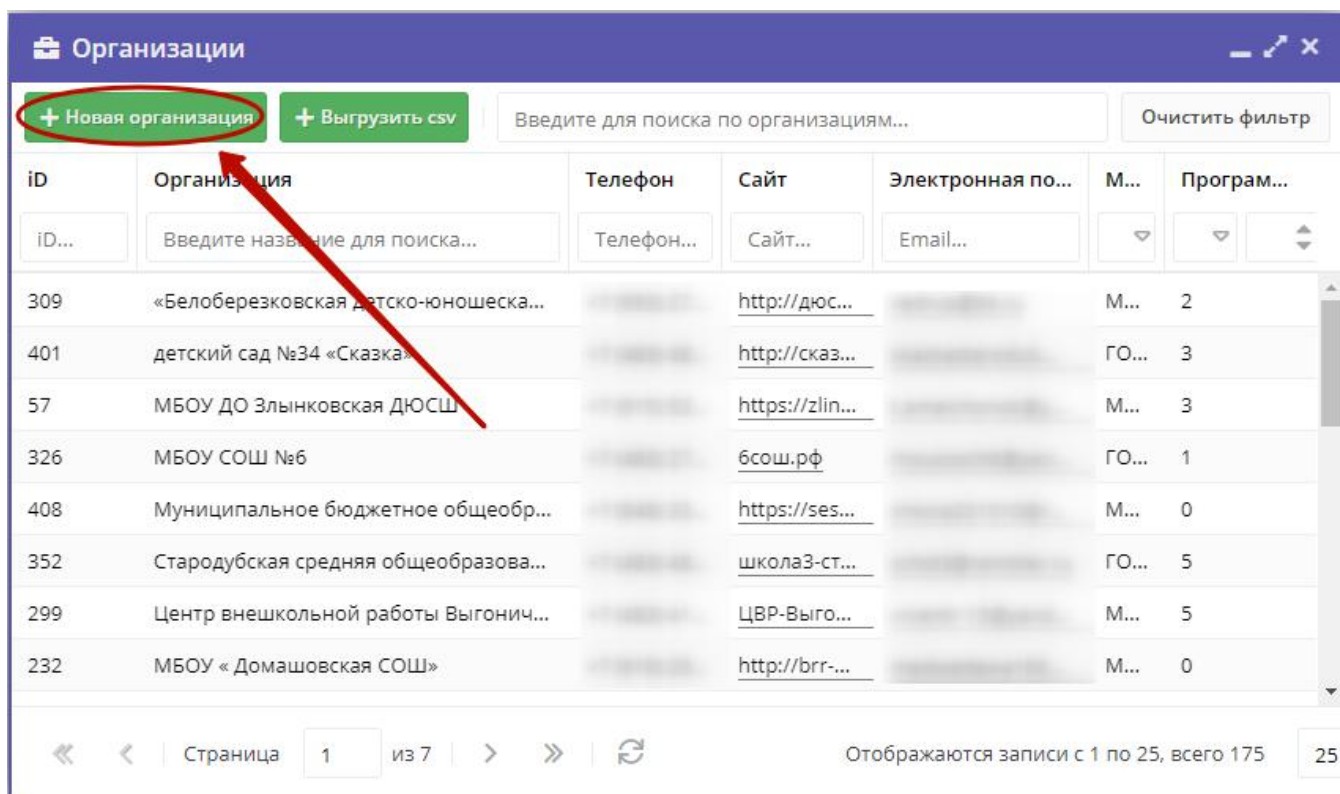 Организации
+ Новая организация + Выгрузить csv Введите для поиска по организациям... Очистить фильтр
iD Организация Телефон Сайт Электронная по... М... Програм...
iD... Введите название для поиска... Телефон... Сайт... Email...
309 «Белоберезковская детско-юношеска... http://дюс... М... 2
401 детский сад №34 «Сказка» http://сказ... ГО... 3
57 МБОУ ДО Злынковская ДЮСШ https://zlin... М... 3
326 МБОУ СОШ №6 6сош.рф ГО... 1
408 Муниципальное бюджетное общеобр... https://ses... М... 0
352 Стародубская средняя общеобразова... школа3-ст... ГО... 5
299 Центр внешкольной работы Выгонич... ЦВР-Выго... М... 5
232 МБОУ « Домашовская СОШ» http://brr-... М... 0
Страница 1 из 7 Отображаются записи с 1 по 25, всего 175 25